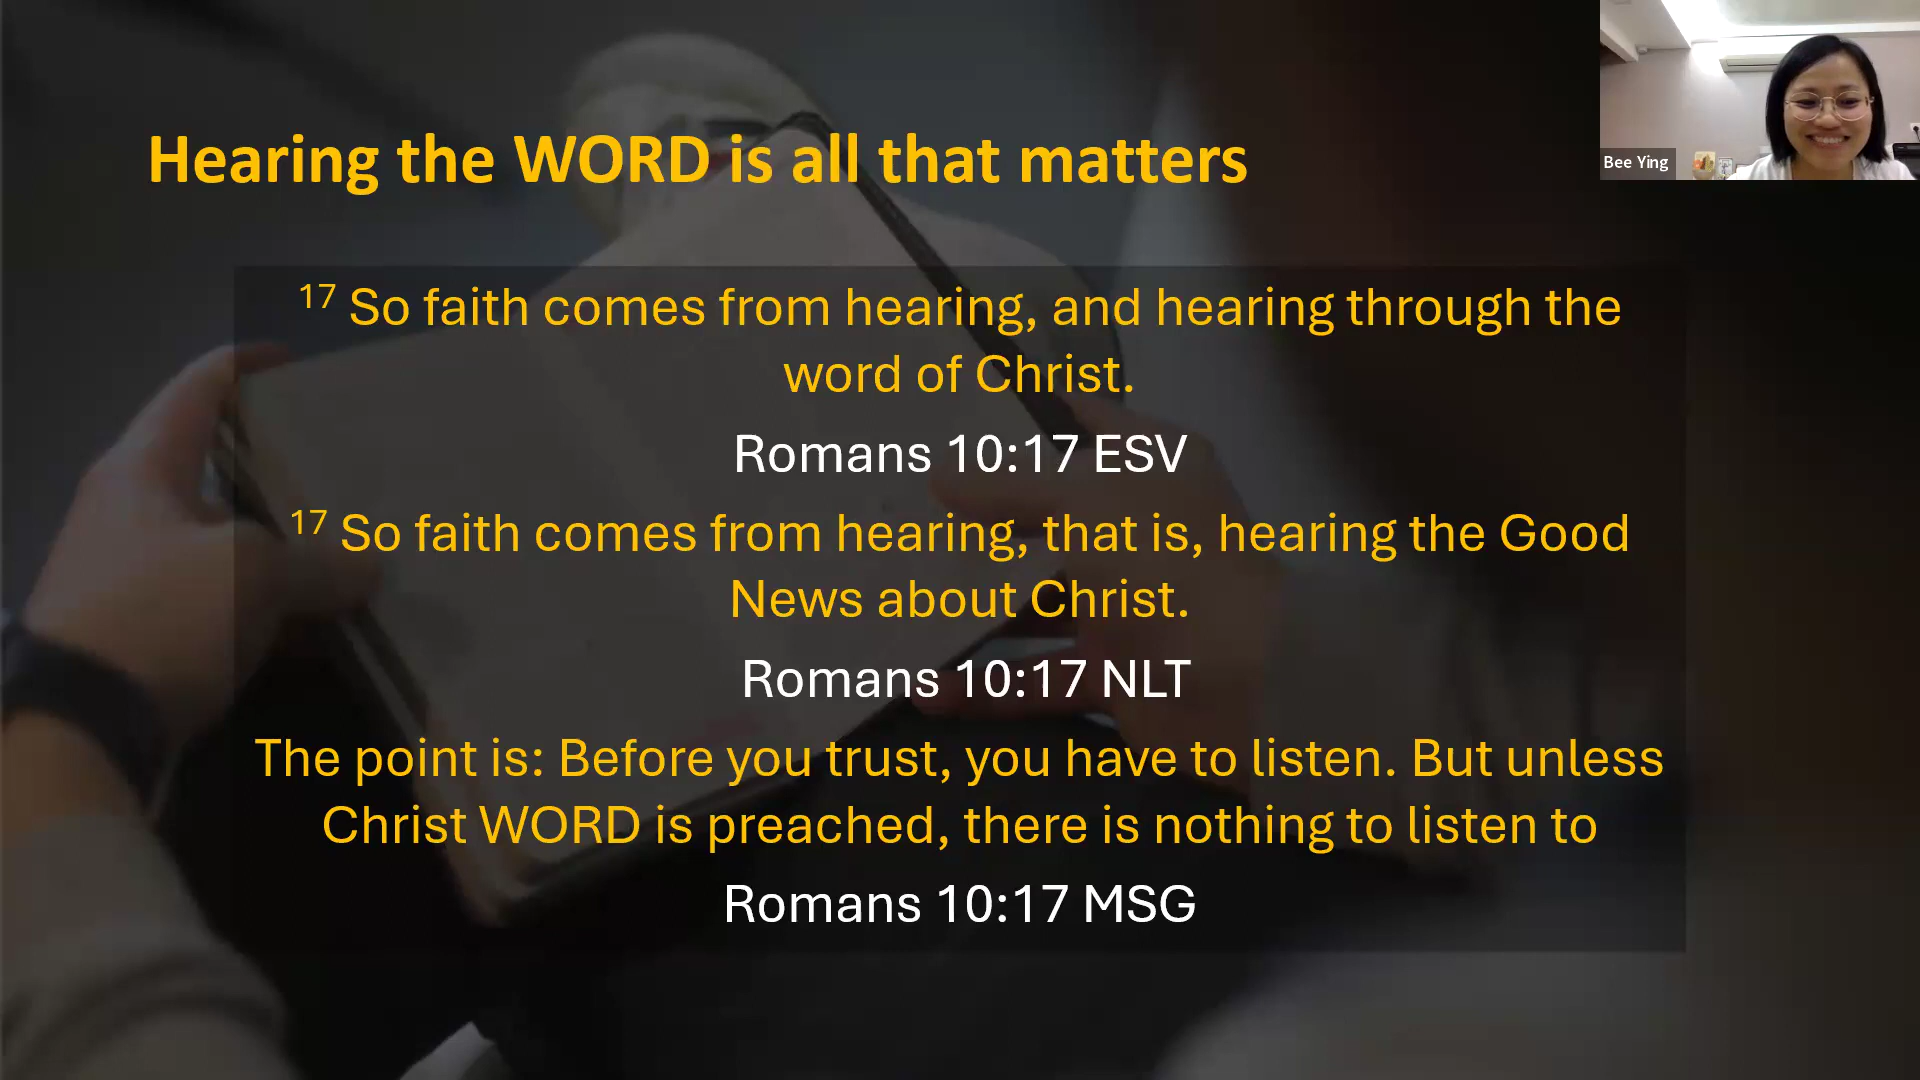 Hearing the WORD is all that matters
Bee Ying
17 So faith comes from hearing, and hearing through the
word of Christ.
Romans 10:17 ESV
17 So faith comes from hearing, that is, hearing the Good
News about Christ.
Romans 10:17 NLT
The point is: Before you trust, you have to listen. But unless
Christ WORD is preached, there is nothing to listen to
Romans 10:17 MSG